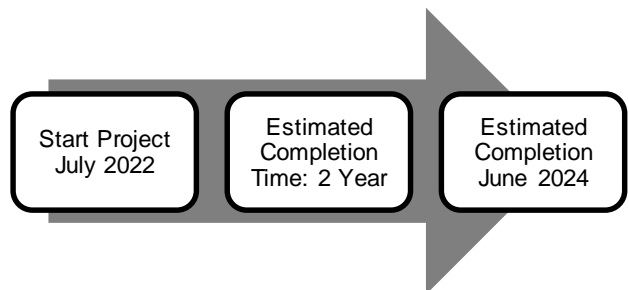 Start Project
July 2022
Estimated
Completion
Time: 2 Year
Estimated
Completion
June 2024